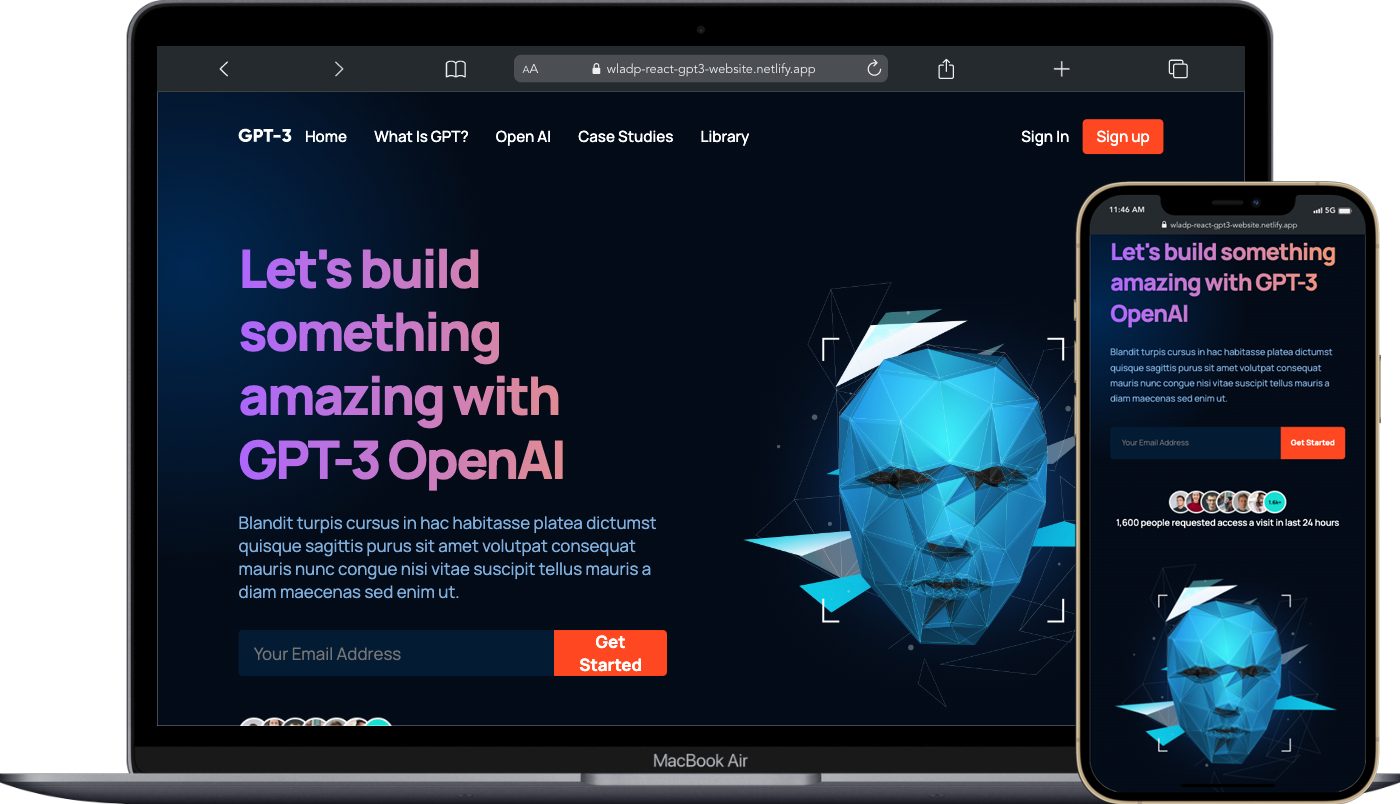 AA wladp-react-gpt3-website.netlify.app
GPT-3 Home What Is GPT? Open AI Case Studies Library Sign In Sign up
Let's build
something
amazing with
GPT-3 OpenAI
Blandit turpis cursus in hac habitasse platea dictumst
quisque sagittis purus sit amet volutpat consequat
mauris nunc congue nisi vitae suscipit tellus mauris a
diam maecenas sed enim ut.
Your Email Address
Get
Started
MacBook Air
11:46 AM 5G
wladp-react-gpt3-website.netlify.app
Let's build something
amazing with GPT-3
OpenAI
Blandit turpis cursus in hac habitasse platea dictumst
quisque sagittis purus sit amet volutpat consequat
mauris nunc congue nisi vitae suscipit tellus mauris a
diam maecenas sed enim ut.
Your Email Address Get Started
1.6k+
1,600 people requested access a visit in last 24 hours